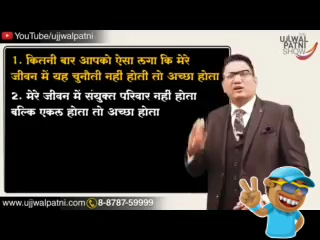 YouTube/ujjwalpatni
UJJWAL
PATNI
SHOW
1. कितनी बार आपको ऐसा लगा कि मेरे
जीवन में यह चुनौती नहीं होती तो अच्छा होता
2. मेरे जीवन में संयुक्त परिवार नहीं होता
बल्कि एकल होता तो अच्छा होता
www.ujjwalpatni.com
8-8787-59999